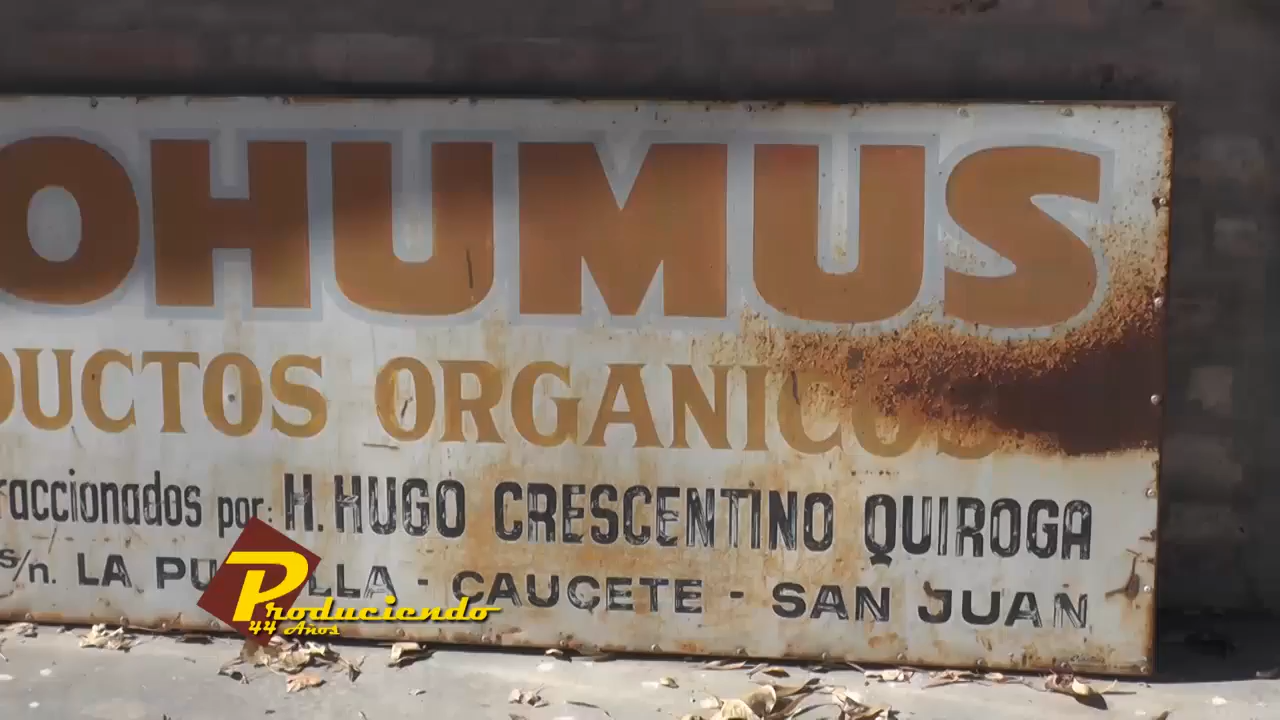 OHUMUS
DUCTOS ORGANICOS
raccionados por: H. HUGO CRESCENTINO QUIROGA
s/n. LA PU LLA - CAUCETE - SAN JUAN
Produciendo
44 Años